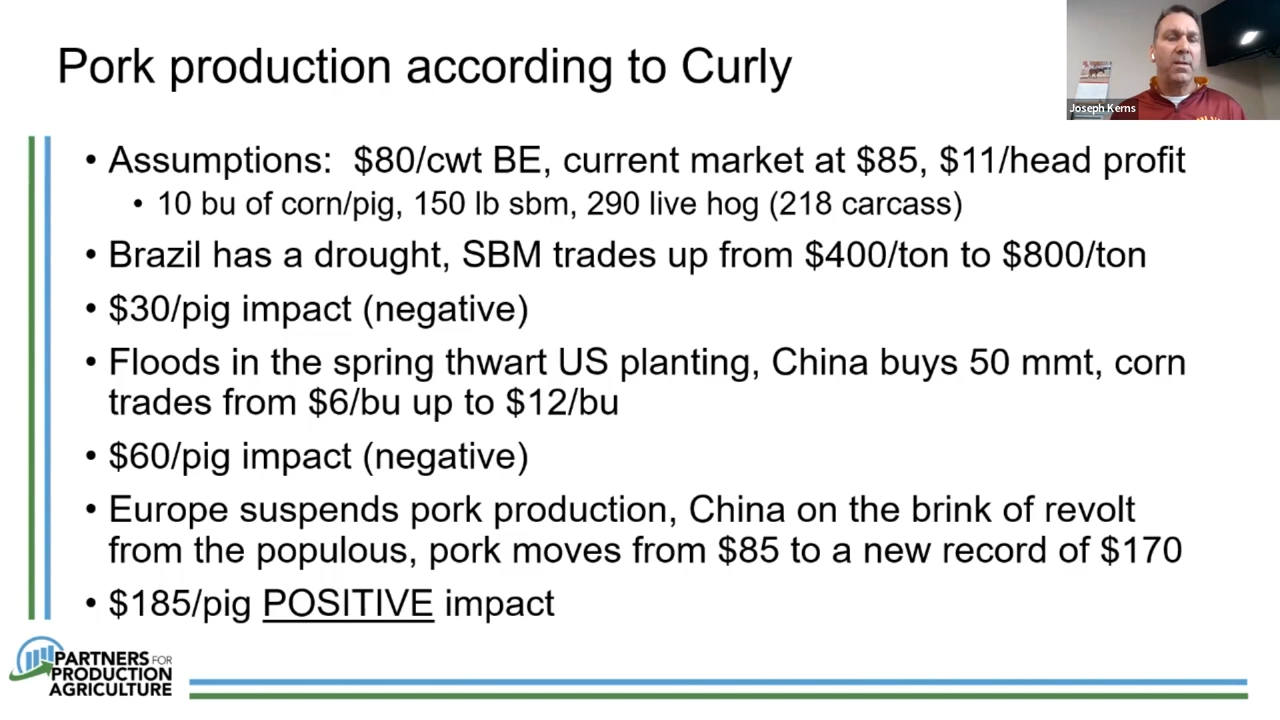 Pork production according to Curly
Joseph Kerns
• Assumptions:  $80/cwt BE, current market at $85, $11/head profit
• 10 bu of corn/pig, 150 lb sbm, 290 live hog (218 carcass)
• Brazil has a drought, SBM trades up from $400/ton to $800/ton
• $30/pig impact (negative)
• Floods in the spring thwart US planting, China buys 50 mmt, corn
trades from $6/bu up to $12/bu
• $60/pig impact (negative)
• Europe suspends pork production, China on the brink of revolt
from the populous, pork moves from $85 to a new record of $170
• $185/pig POSITIVE impact
PARTNERS FOR
PRODUCTION
AGRICULTURE